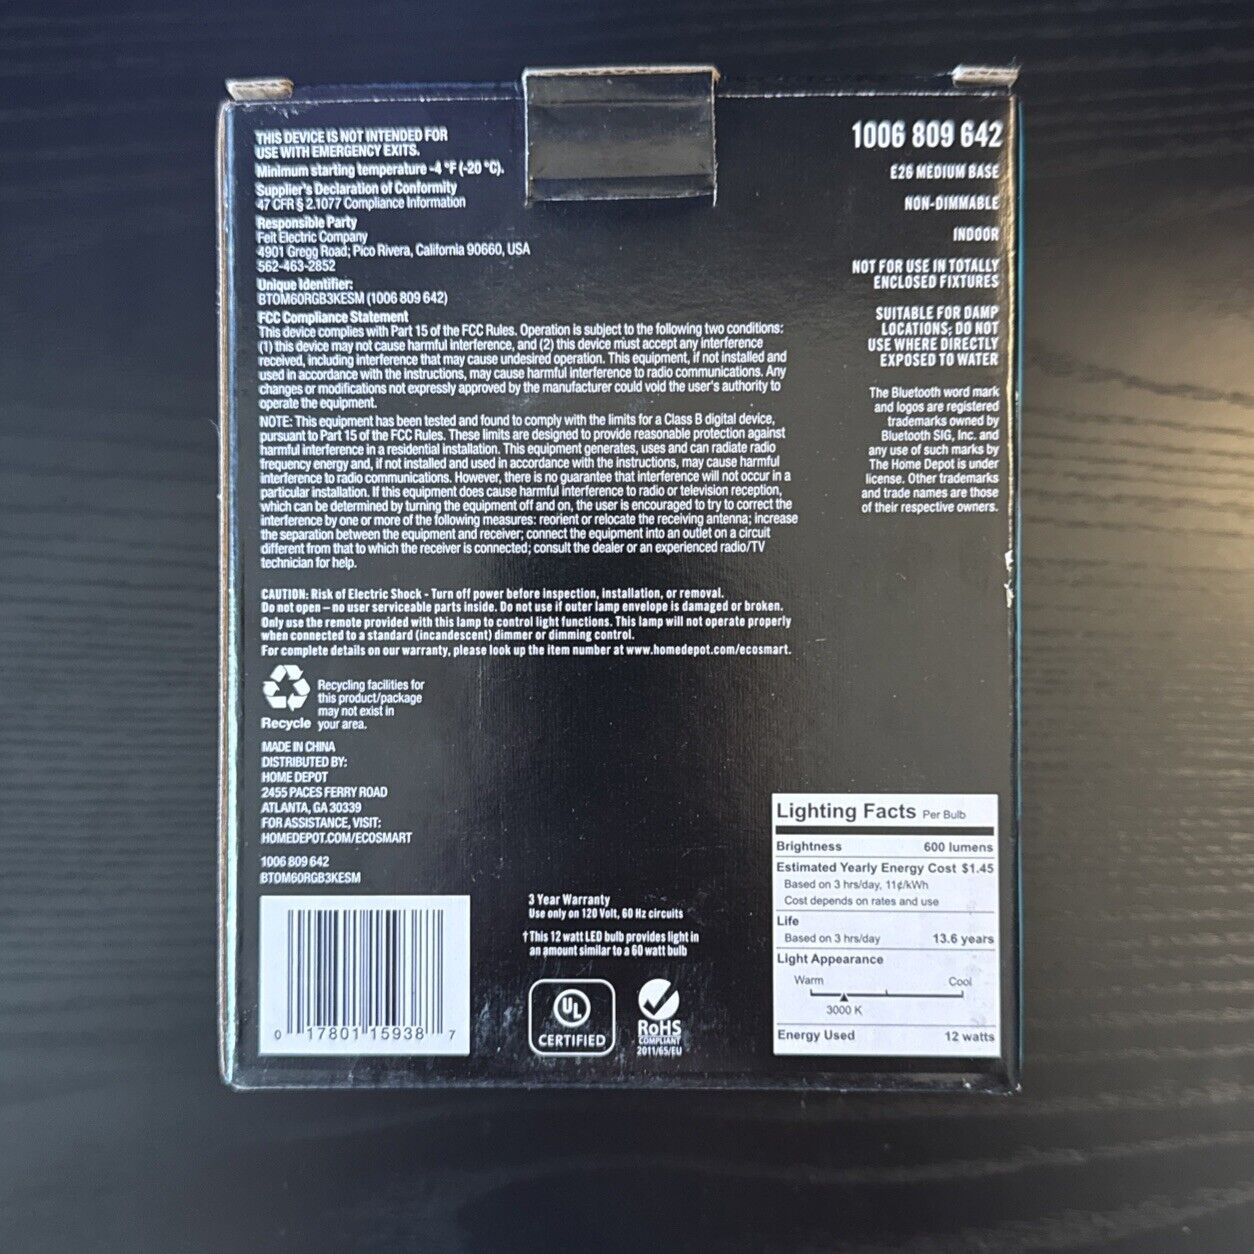 THIS DEVICE IS NOT INTENDED FOR
USE WITH EMERGENCY EXITS.
Minimum starting temperature -4 °F (-20 °C).
Supplier's Declaration of Conformity
47 CFR § 2.1077 Compliance Information
Responsible Party
Feit Electric Company
4901 Gregg Road; Pico Rivera, California 90660, USA
562-463-2852
Unique Identifier:
BTOM60RGB3KESM (1006 809 642)
FCC Compliance Statement
This device complies with Part 15 of the FCC Rules. Operation is subject to the following two conditions:
(1) this device may not cause harmful interference, and (2) this device must accept any interference
received, including interference that may cause undesired operation. This equipment, if not installed and
used in accordance with the instructions, may cause harmful interference to radio communications. Any
changes or modifications not expressly approved by the manufacturer could void the user's authority to
operate the equipment.
NOTE: This equipment has been tested and found to comply with the limits for a Class B digital device,
pursuant to Part 15 of the FCC Rules. These limits are designed to provide reasonable protection against
harmful interference in a residential installation. This equipment generates, uses and can radiate radio
frequency energy and, if not installed and used in accordance with the instructions, may cause harmful
interference to radio communications. However, there is no guarantee that interference will not occur in a
particular installation. If this equipment does cause harmful interference to radio or television reception,
which can be determined by turning the equipment off and on, the user is encouraged to try to correct the
interference by one or more of the following measures: reorient or relocate the receiving antenna; increase
the separation between the equipment and receiver; connect the equipment into an outlet on a circuit
different from that to which the receiver is connected; consult the dealer or an experienced radio/TV
technician for help.
CAUTION: Risk of Electric Shock - Turn off power before inspection, installation, or removal.
Do not open – no user serviceable parts inside. Do not use if outer lamp envelope is damaged or broken.
Only use the remote provided with this lamp to control light functions. This lamp will not operate properly
when connected to a standard (incandescent) dimmer or dimming control.
For complete details on our warranty, please look up the item number at www.homedepot.com/ecosmart.
Recycle
Recycling facilities for
this product/package
may not exist in
your area.
MADE IN CHINA
DISTRIBUTED BY:
HOME DEPOT
2455 PACES FERRY ROAD
ATLANTA, GA 30339
FOR ASSISTANCE, VISIT:
HOMEDEPOT.COM/ECOSMART
1006 809 642
BTOM60RGB3KESM
0 17801 15938 7
3 Year Warranty
Use only on 120 Volt, 60 Hz circuits
†This 12 watt LED bulb provides light in
an amount similar to a 60 watt bulb
UL
CERTIFIED
RoHS
COMPLIANT
2011/65/EU
1006 809 642
E26 MEDIUM BASE
NON-DIMMABLE
INDOOR
NOT FOR USE IN TOTALLY
ENCLOSED FIXTURES
SUITABLE FOR DAMP
LOCATIONS; DO NOT
USE WHERE DIRECTLY
EXPOSED TO WATER
The Bluetooth word mark
and logos are registered
trademarks owned by
Bluetooth SIG, Inc. and
any use of such marks by
The Home Depot is under
license. Other trademarks
and trade names are those
of their respective owners.
Lighting Facts Per Bulb
Brightness 600 lumens
Estimated Yearly Energy Cost $1.45
Based on 3 hrs/day, 11¢/kWh
Cost depends on rates and use
Life
Based on 3 hrs/day 13.6 years
Light Appearance
Warm Cool
3000 K
Energy Used 12 watts